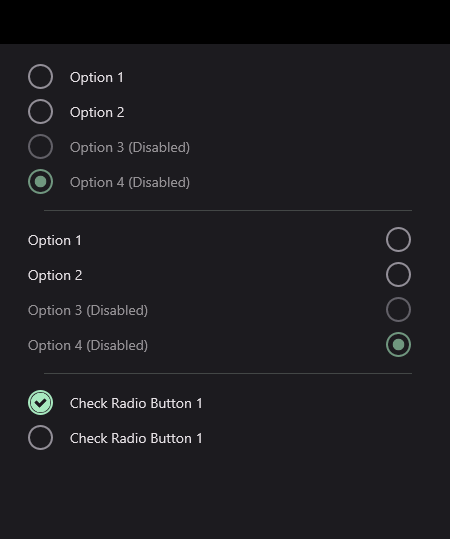 Option 1
Option 2
Option 3 (Disabled)
Option 4 (Disabled)
Option 1
Option 2
Option 3 (Disabled)
Option 4 (Disabled)
Check Radio Button 1
Check Radio Button 1